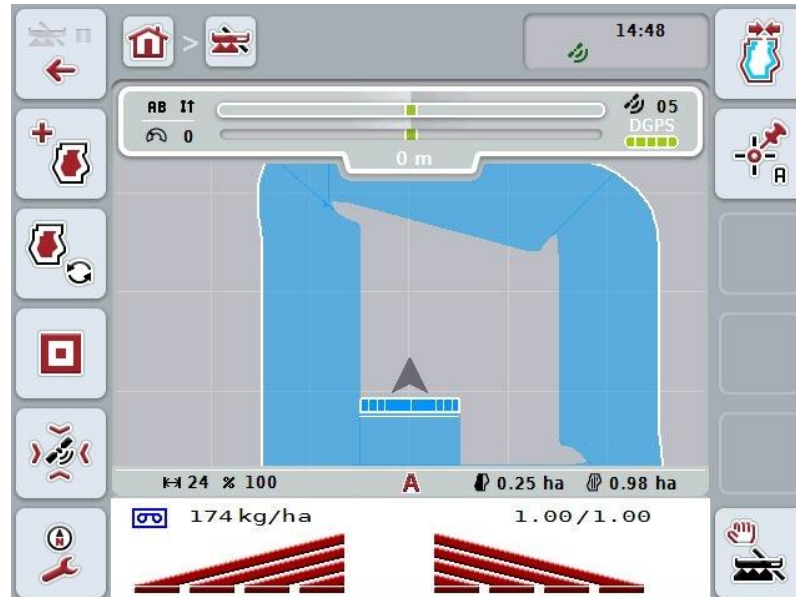 14:48
>
AB
05
0
DGPS
0 m
A
24 % 100
A
0.25 ha
0.98 ha
N
174 kg/ha
1.00/1.00